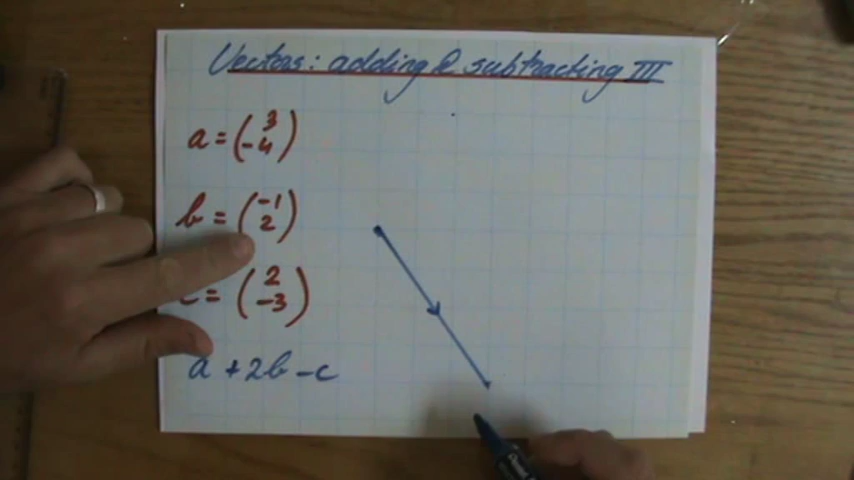 Vectors: adding & subtracting III
a = (3
-4)
b = (-1
2)
c = (2
-3)
a + 2b - c